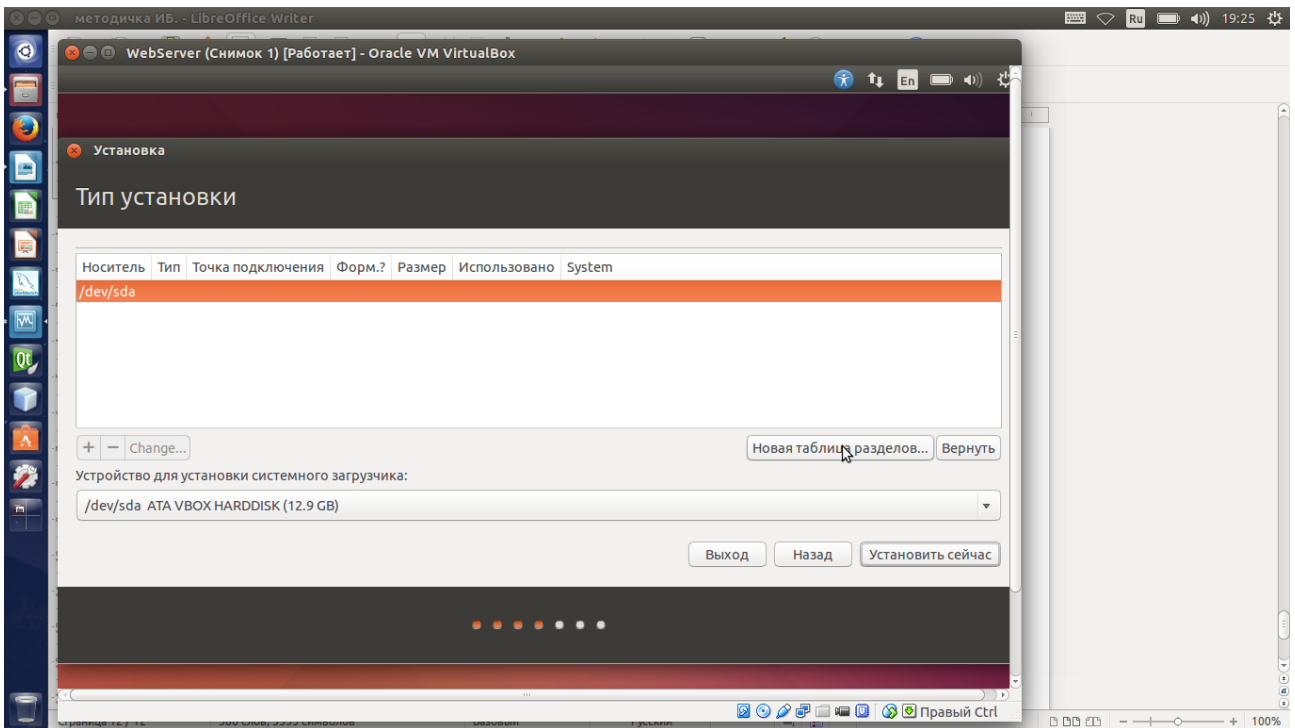 методичка ИБ. - LibreOffice Writer
Ru
19:25
WebServer (Снимок 1) [Работает] - Oracle VM VirtualBox
En
Установка
Тип установки
Носитель Тип Точка подключения Форм.? Размер Использовано System
/dev/sda
+ − Change...
Новая таблица разделов... Вернуть
Устройство для установки системного загрузчика:
/dev/sda ATA VBOX HARDDISK (12.9 GB)
Выход Назад Установить сейчас
Правый Ctrl
100%